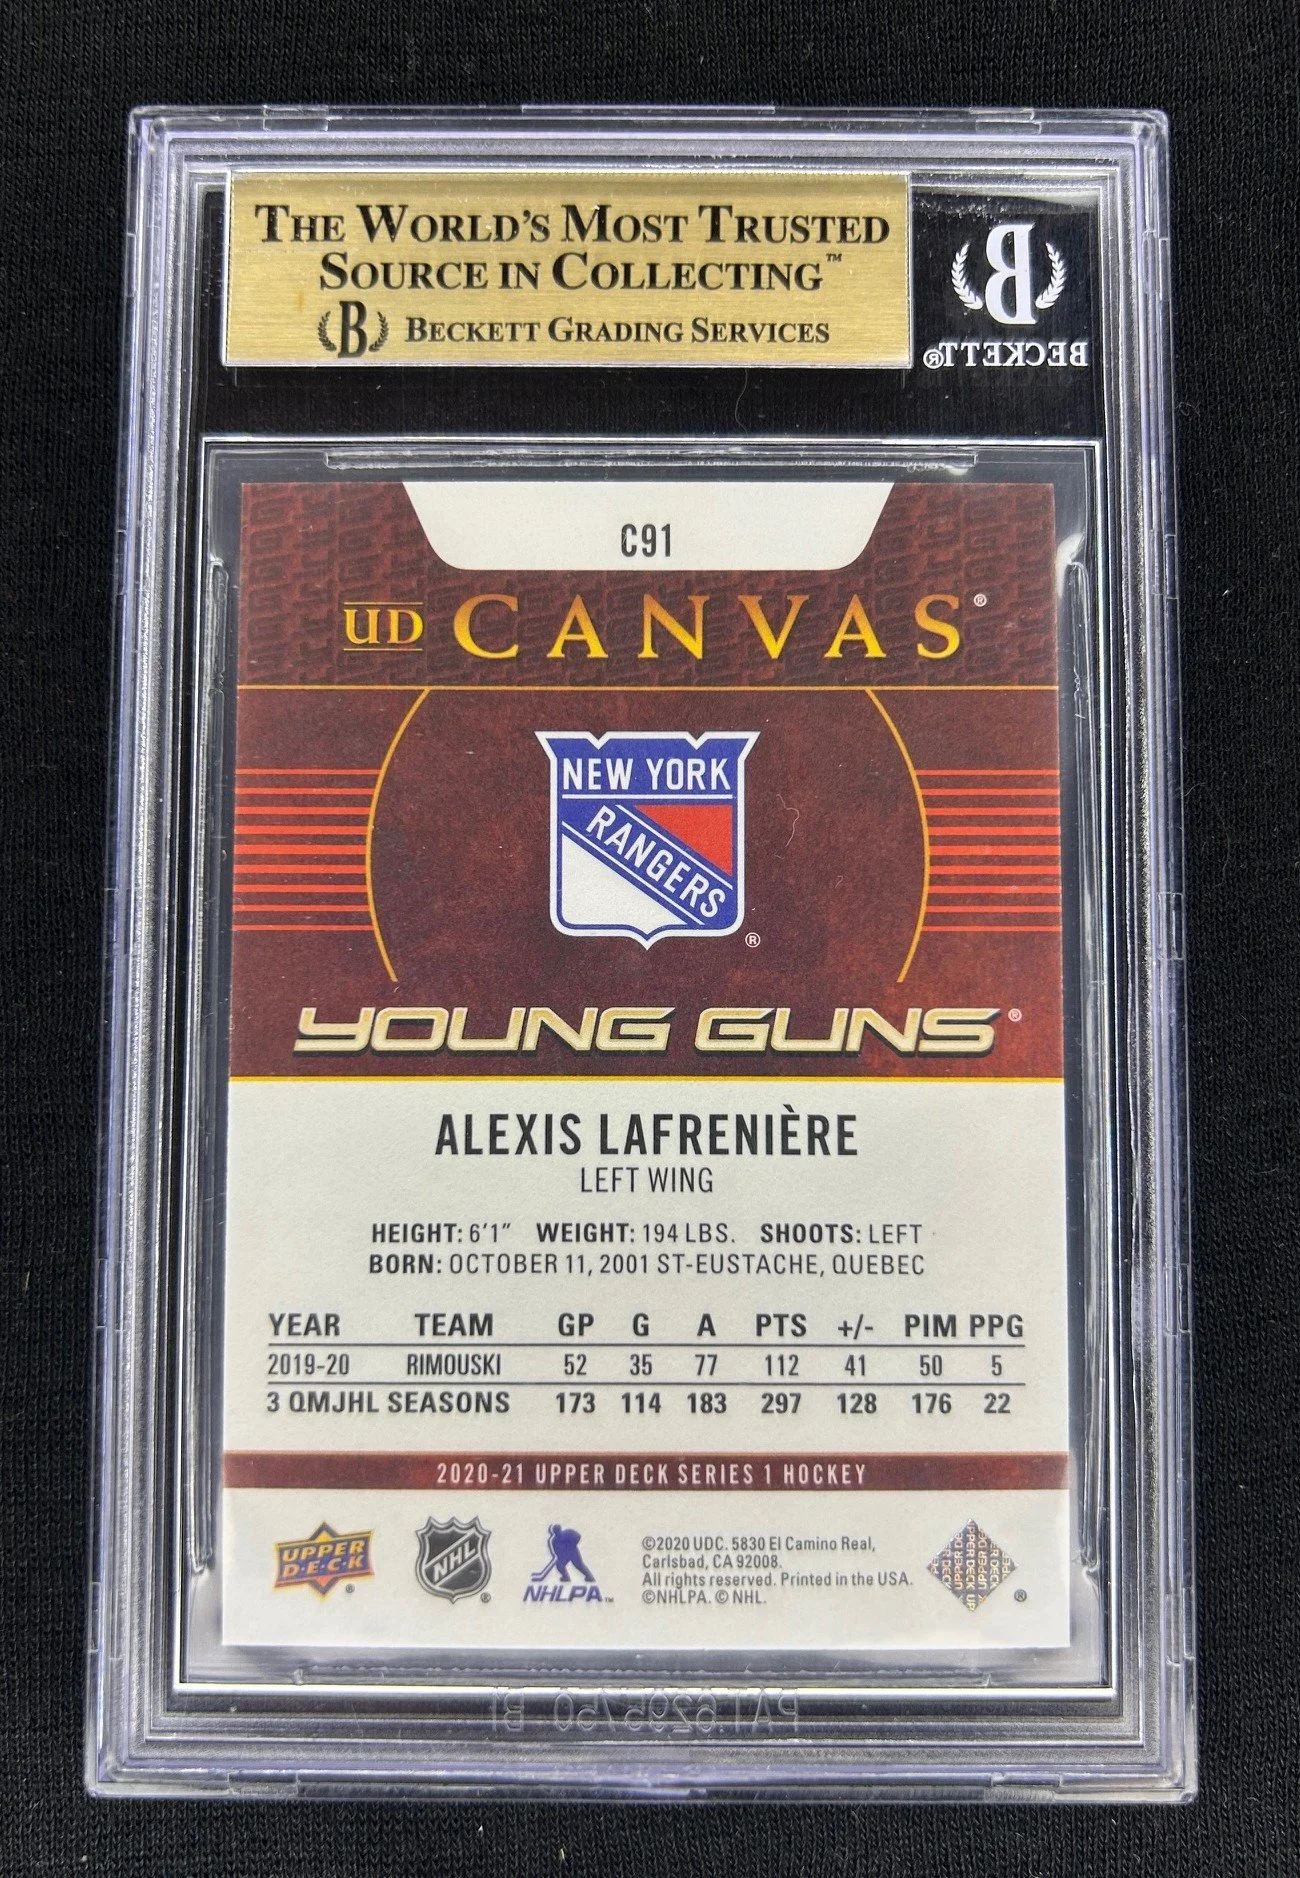 THE WORLD'S MOST TRUSTED
SOURCE IN COLLECTING™
B BECKETT GRADING SERVICES
B
BECKETT®
C91
UD CANVAS®
NEW YORK
RANGERS
®
YOUNG GUNS®
ALEXIS LAFRENIÈRE
LEFT WING
HEIGHT: 6'1" WEIGHT: 194 LBS. SHOOTS: LEFT
BORN: OCTOBER 11, 2001 ST-EUSTACHE, QUEBEC
YEAR TEAM GP G A PTS +/- PIM PPG
2019-20 RIMOUSKI 52 35 77 112 41 50 5
3 QMJHL SEASONS 173 114 183 297 128 176 22
2020-21 UPPER DECK SERIES 1 HOCKEY
UPPER
D·E·C·K
®
NHL
®
NHLPA™
©2020 UDC. 5830 El Camino Real,
Carlsbad, CA 92008.
All rights reserved. Printed in the USA.
©NHLPA. © NHL.
®